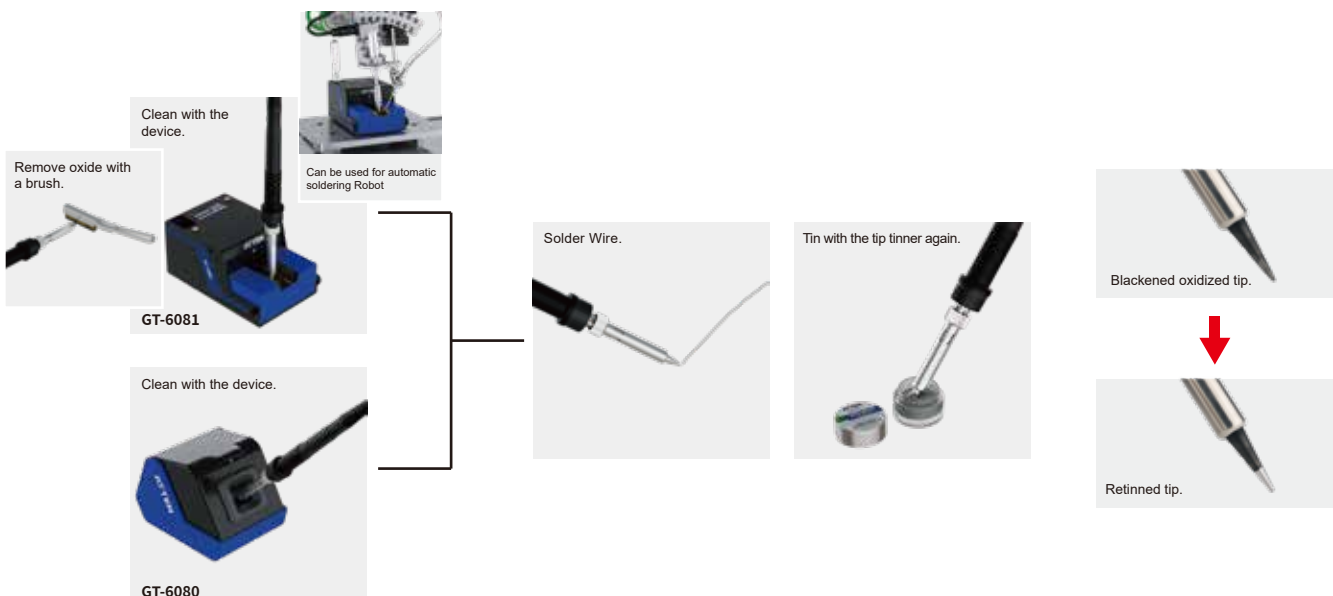 Can be used for automatic
soldering Robot
Clean with the
device.
Remove oxide with
a brush.
GT-6081
Clean with the device.
GT-6080
Solder Wire.
Tin with the tip tinner again.
Blackened oxidized tip.
Retinned tip.